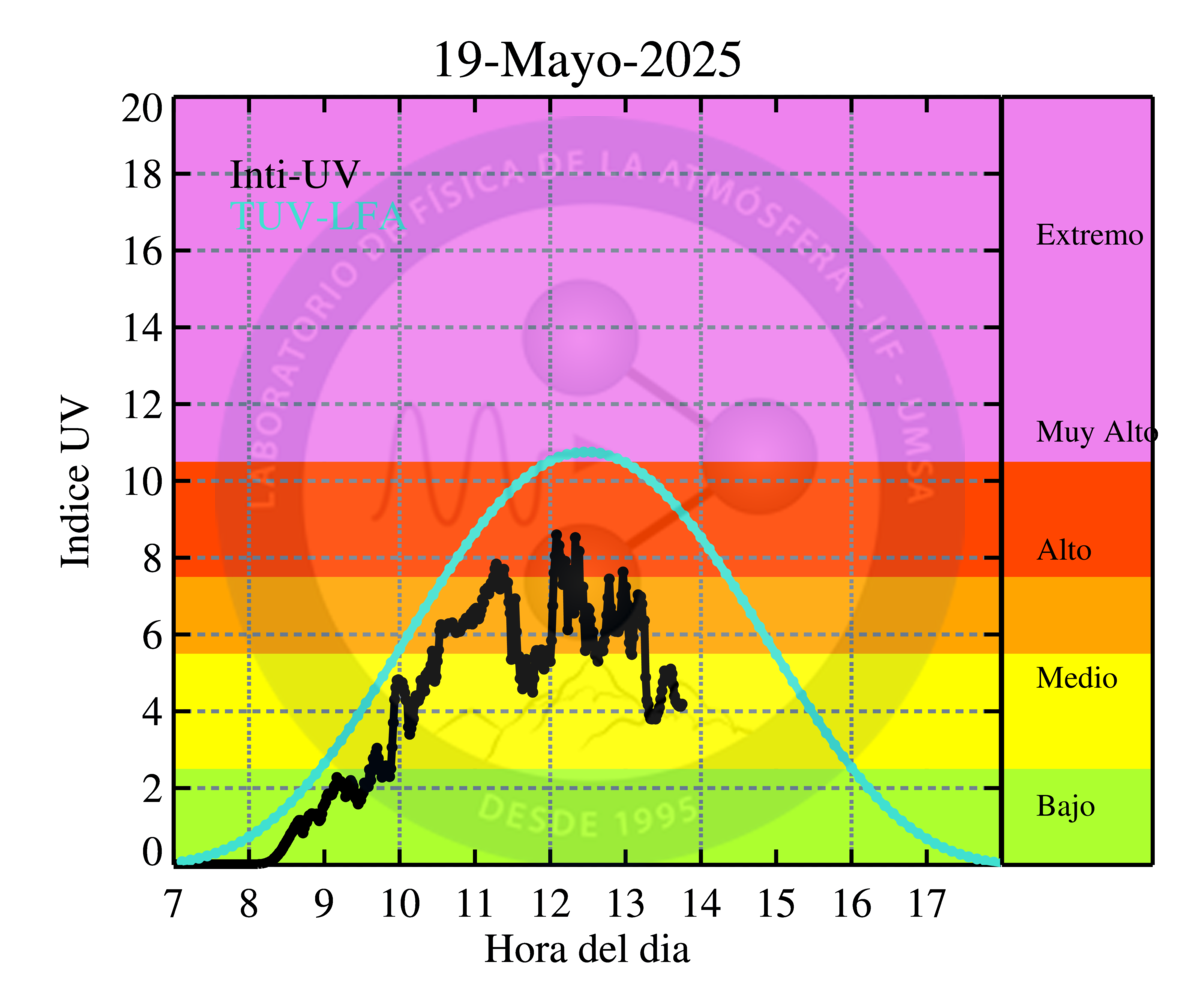 19-Mayo-2025
20
18
16
14
12
10
8
6
4
2
0
Indice UV
Inti-UV
TUV-LFA
LABORATORIO DE FÍSICA DE LA ATMÓSFERA - IIF - UMSA
DESDE 1995
Extremo
Muy Alto
Alto
Medio
Bajo
7 8 9 10 11 12 13 14 15 16 17
Hora del dia